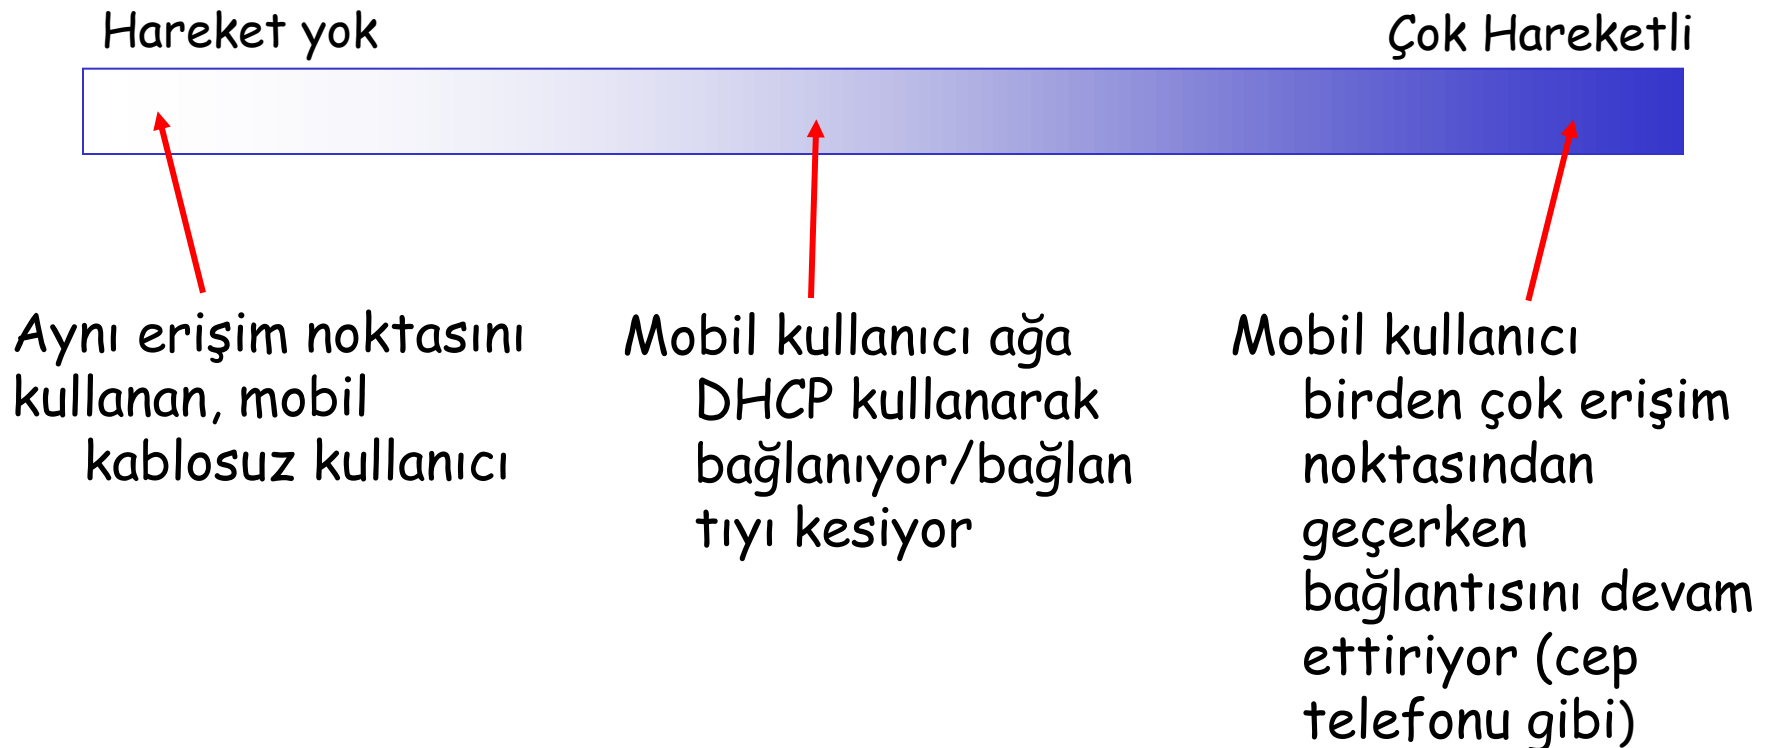 Hareket yok
Çok Hareketli
Aynı erişim noktasını
kullanan, mobil
kablosuz kullanıcı
Mobil kullanıcı ağa
DHCP kullanarak
bağlanıyor/bağlan
tıyı kesiyor
Mobil kullanıcı
birden çok erişim
noktasından
geçerken
bağlantısını devam
ettiriyor (cep
telefonu gibi)